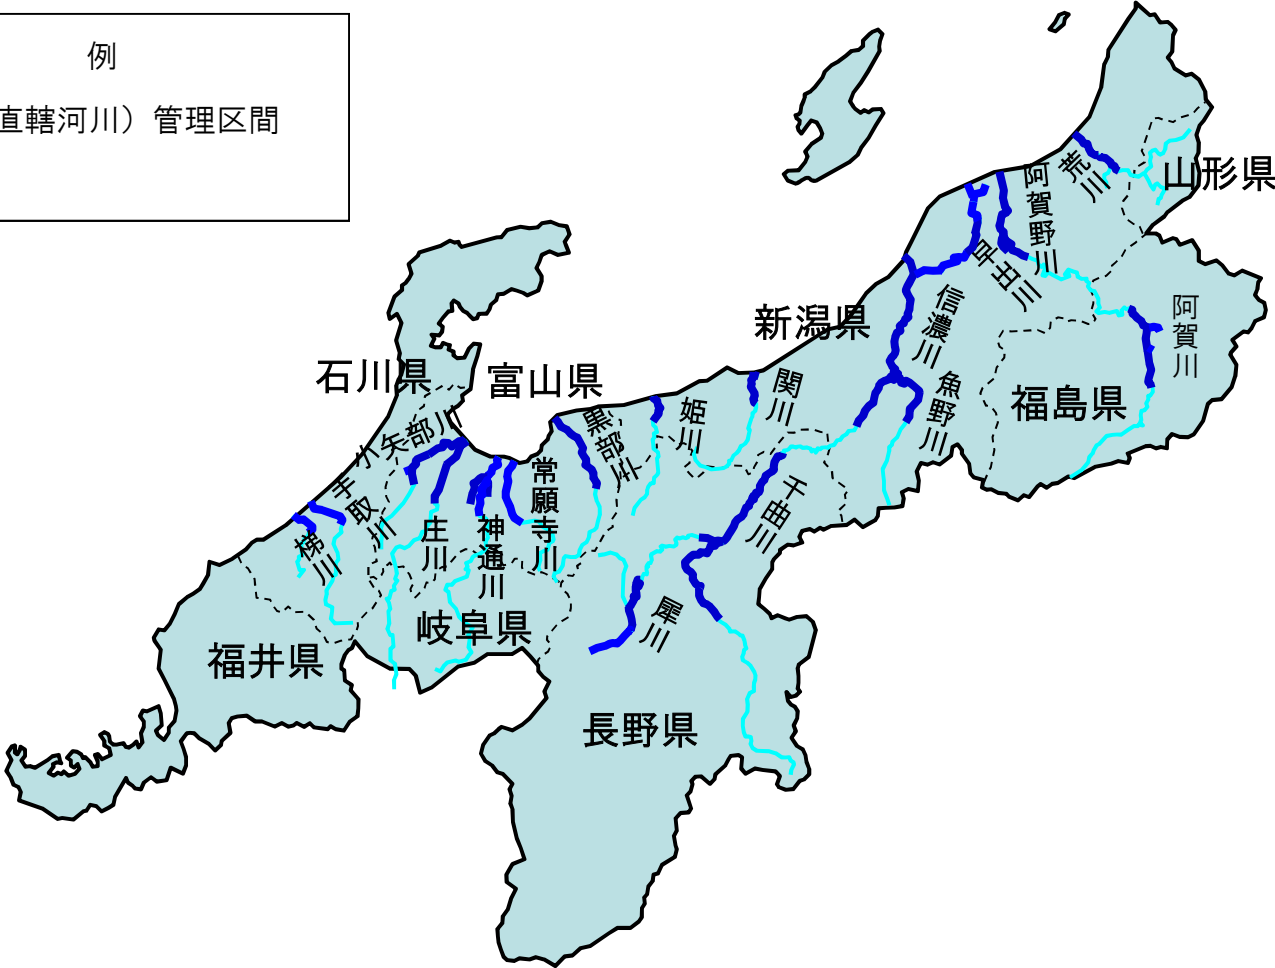 例
直轄河川）管理区間
山形県
荒川
阿賀野川
早出川
新潟県
信濃川
阿賀川
福島県
魚野川
関川
姫川
石川県
富山県
黒部川
小矢部川
常願寺川
手取川
庄川
神通川
梯川
千曲川
犀川
岐阜県
福井県
長野県